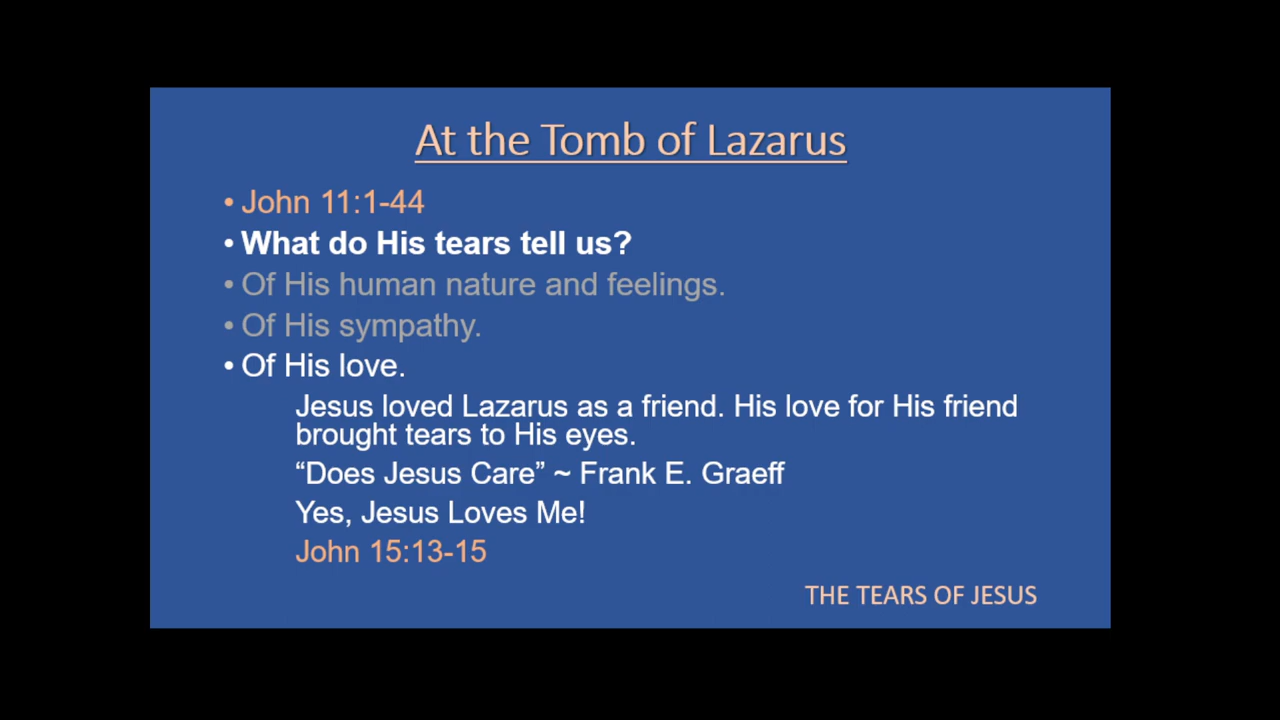 At the Tomb of Lazarus
• John 11:1-44
• What do His tears tell us?
• Of His human nature and feelings.
• Of His sympathy.
• Of His love.
Jesus loved Lazarus as a friend. His love for His friend
brought tears to His eyes.
“Does Jesus Care” ~ Frank E. Graeff
Yes, Jesus Loves Me!
John 15:13-15
THE TEARS OF JESUS